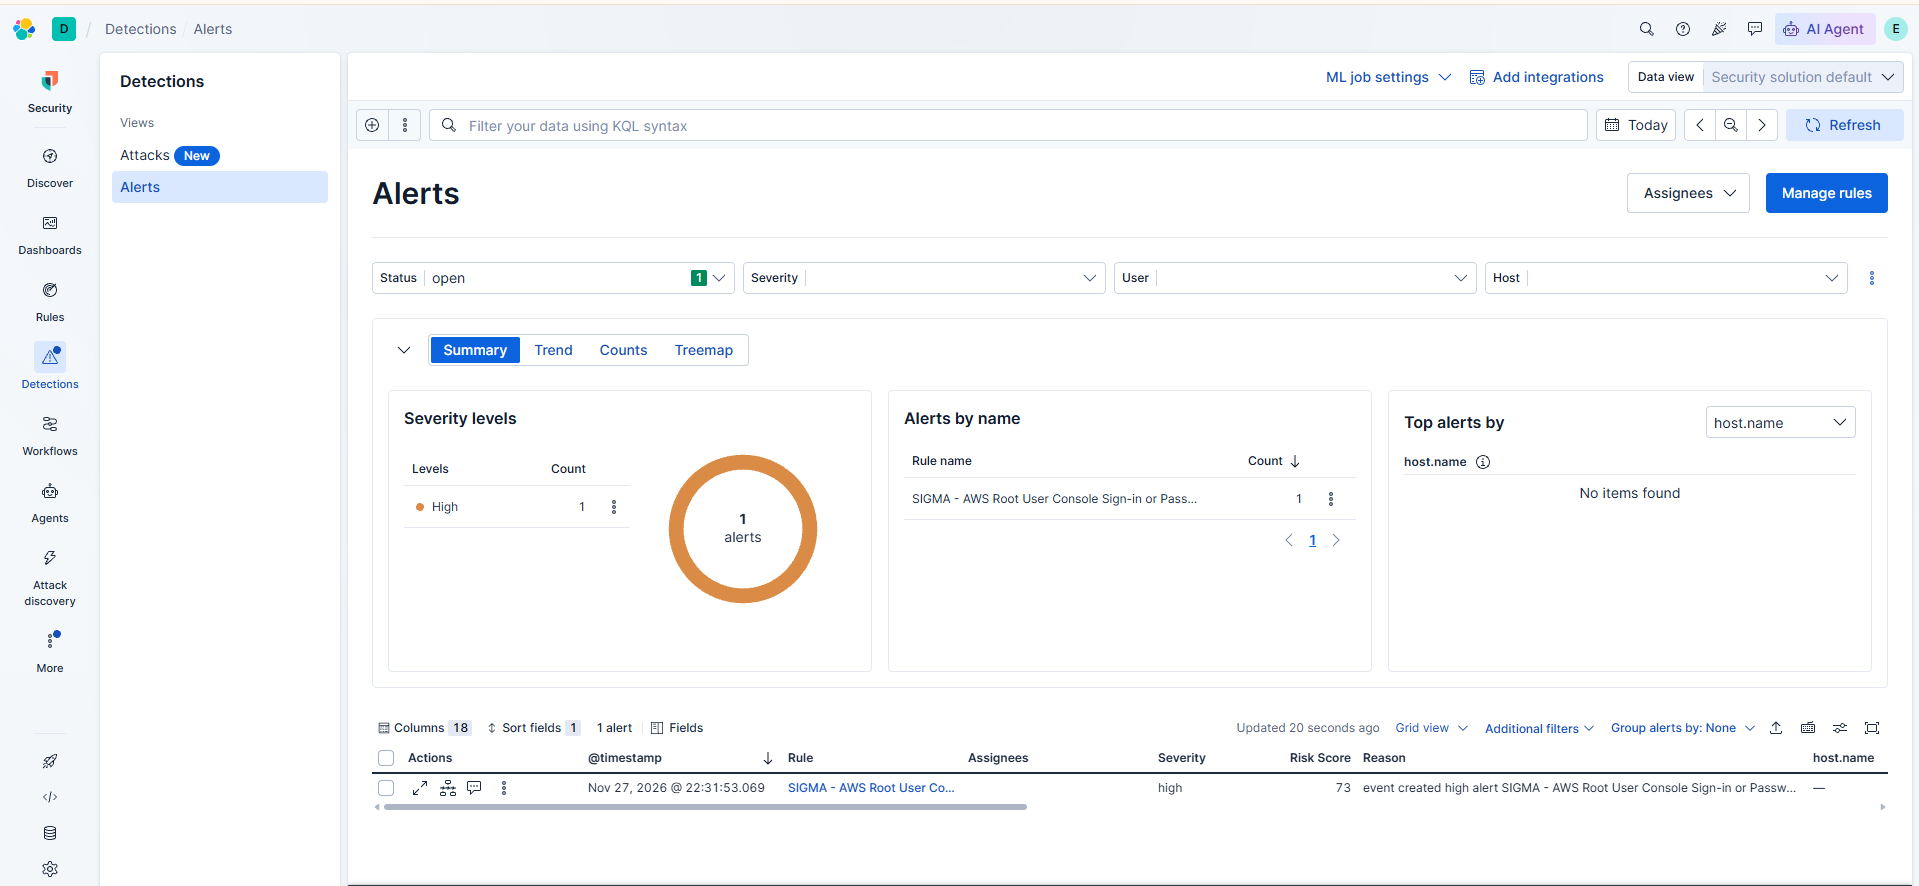 D / Detections / Alerts
AI Agent
E
Security
Discover
Dashboards
Rules
Detections
Workflows
Agents
Attack
discovery
More
Detections
Views
Attacks New
Alerts
ML job settings
Add integrations
Data view Security solution default
Filter your data using KQL syntax
Today
Refresh
Alerts
Assignees
Manage rules
Status open 1
Severity
User
Host
Summary Trend Counts Treemap
Severity levels
Levels Count
High 1
1
alerts
Alerts by name
Rule name Count
SIGMA - AWS Root User Console Sign-in or Pass... 1
1
Top alerts by host.name
host.name
No items found
Columns 18 Sort fields 1 1 alert Fields
Updated 20 seconds ago Grid view Additional filters Group alerts by: None
Actions @timestamp Rule Assignees Severity Risk Score Reason host.name
Nov 27, 2026 @ 22:31:53.069 SIGMA - AWS Root User Co... high 73 event created high alert SIGMA - AWS Root User Console Sign-in or Passw... —